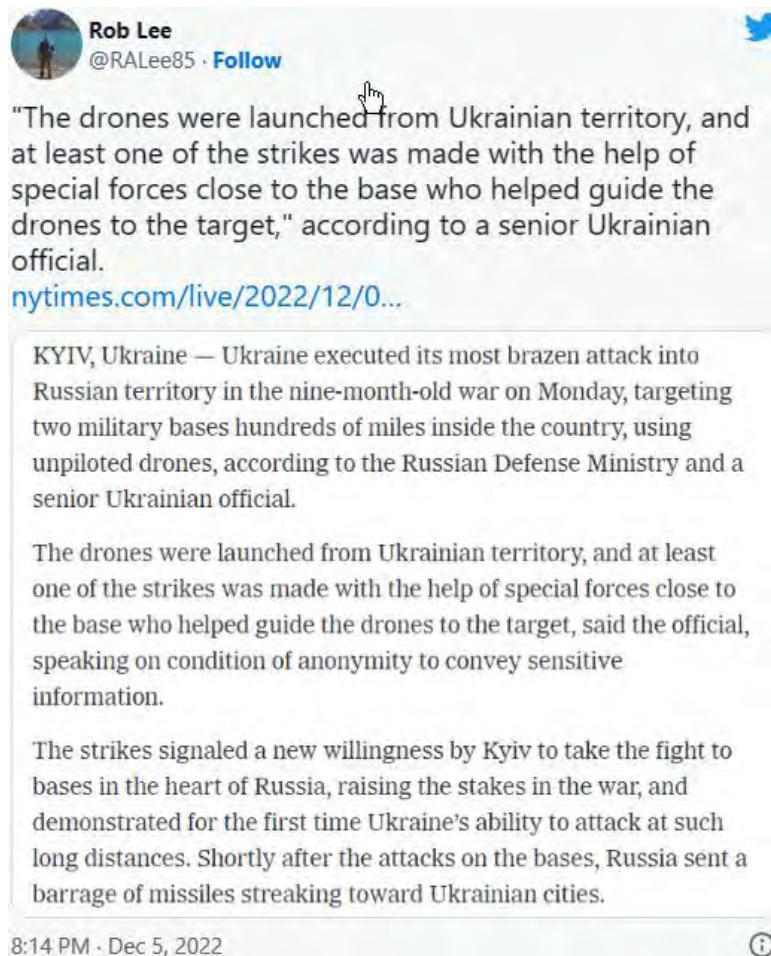 Rob Lee
@RALee85 · Follow
"The drones were launched from Ukrainian territory, and
at least one of the strikes was made with the help of
special forces close to the base who helped guide the
drones to the target," according to a senior Ukrainian
official.
nytimes.com/live/2022/12/0...
KYIV, Ukraine — Ukraine executed its most brazen attack into
Russian territory in the nine-month-old war on Monday, targeting
two military bases hundreds of miles inside the country, using
unpiloted drones, according to the Russian Defense Ministry and a
senior Ukrainian official.
The drones were launched from Ukrainian territory, and at least
one of the strikes was made with the help of special forces close to
the base who helped guide the drones to the target, said the official,
speaking on condition of anonymity to convey sensitive
information.
The strikes signaled a new willingness by Kyiv to take the fight to
bases in the heart of Russia, raising the stakes in the war, and
demonstrated for the first time Ukraine's ability to attack at such
long distances. Shortly after the attacks on the bases, Russia sent a
barrage of missiles streaking toward Ukrainian cities.
8:14 PM · Dec 5, 2022